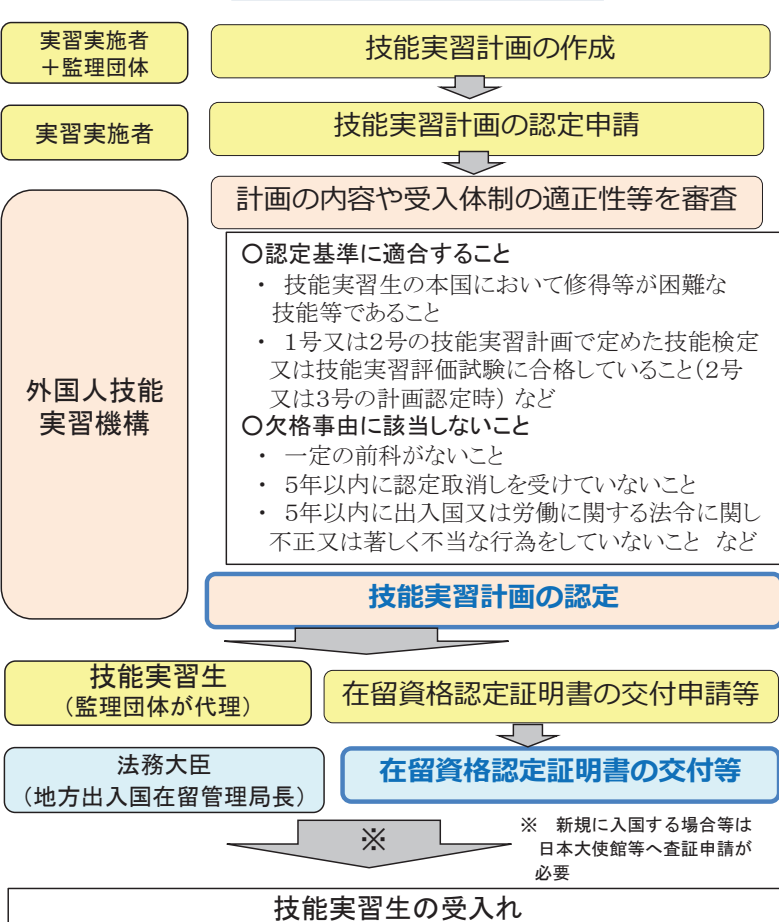 実習実施者
＋監理団体
技能実習計画の作成
実習実施者
技能実習計画の認定申請
外国人技能
実習機構
計画の内容や受入体制の適正性等を審査
○認定基準に適合すること
・ 技能実習生の本国において修得等が困難な
技能等であること
・ 1号又は2号の技能実習計画で定めた技能検定
又は技能実習評価試験に合格していること（2号
又は3号の計画認定時）など
○欠格事由に該当しないこと
・ 一定の前科がないこと
・ 5年以内に認定取消しを受けていないこと
・ 5年以内に出入国又は労働に関する法令に関し
不正又は著しく不当な行為をしていないこと など
技能実習計画の認定
技能実習生
（監理団体が代理）
在留資格認定証明書の交付申請等
法務大臣
（地方出入国在留管理局長）
在留資格認定証明書の交付等
※
※ 新規に入国する場合等は
日本大使館等へ査証申請が
必要
技能実習生の受入れ